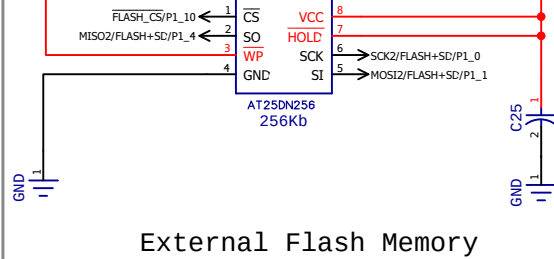 FLASH_CS/P1_10 1 CS VCC 8
MISO2/FLASH+SD/P1_4 2 SO HOLD 7
3 WP SCK 6 SCK2/FLASH+SD/P1_0
4 GND SI 5 MOSI2/FLASH+SD/P1_1
AT25DN256
256Kb
C25 1 2
GND 1
GND 1
External Flash Memory